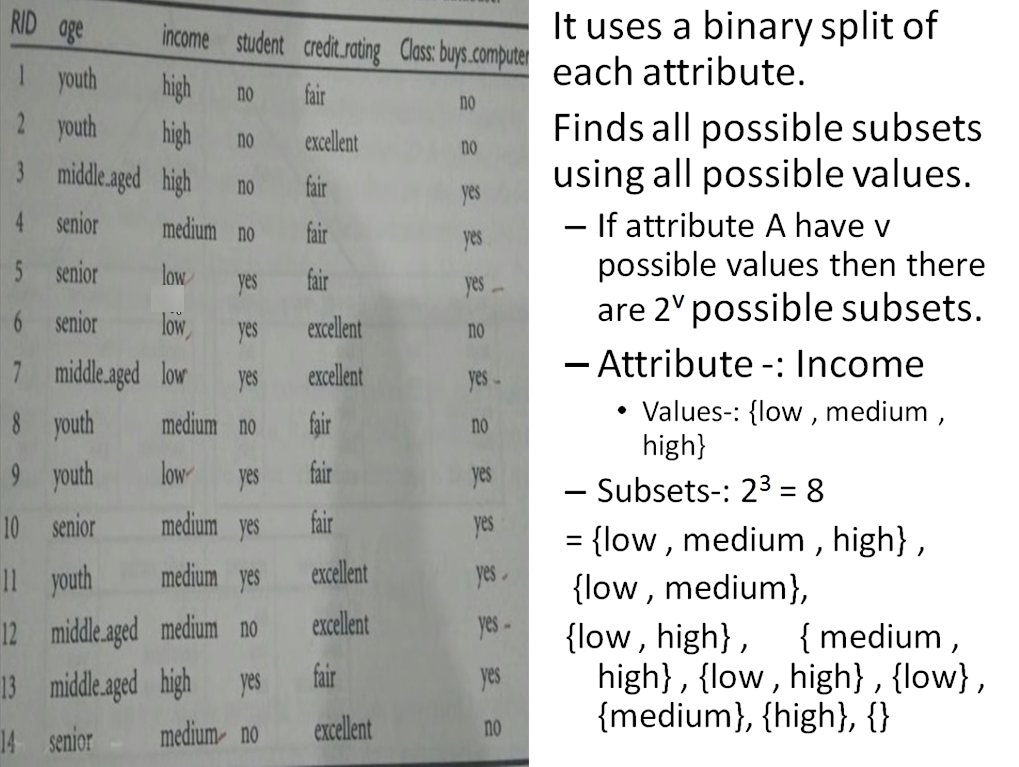 RID age income student credit_rating Class: buys_computer
1 youth high no fair no
2 youth high no excellent no
3 middle_aged high no fair yes
4 senior medium no fair yes
5 senior low yes fair yes
6 senior low yes excellent no
7 middle_aged low yes excellent yes
8 youth medium no fair no
9 youth low yes fair yes
10 senior medium yes fair yes
11 youth medium yes excellent yes
12 middle_aged medium no excellent yes
13 middle_aged high yes fair yes
14 senior medium no excellent no
It uses a binary split of
each attribute.
Finds all possible subsets
using all possible values.
– If attribute A have v
possible values then there
are 2ᵛ possible subsets.
– Attribute -: Income
• Values-: {low , medium ,
high}
– Subsets-: 2³ = 8
= {low , medium , high} ,
{low , medium},
{low , high} , { medium ,
high} , {low , high} , {low} ,
{medium}, {high}, {}